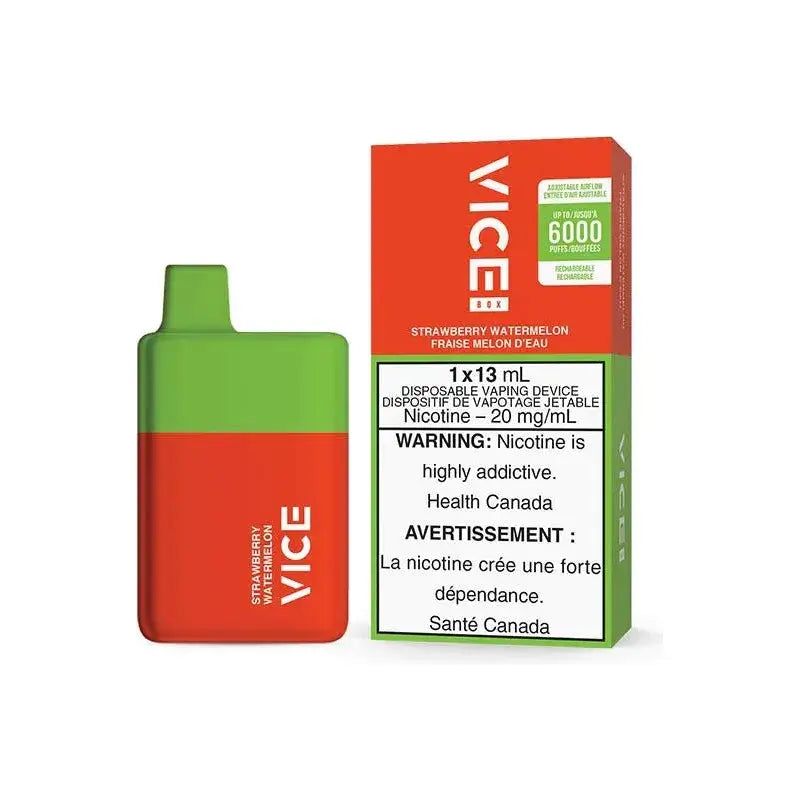 STRAWBERRY
WATERMELON
VICE
VICE
BOX
ADJUSTABLE AIRFLOW
ENTRÉE D'AIR AJUSTABLE
UP TO/JUSQU'À
6000
PUFFS/BOUFFÉES
RECHARGEABLE
RECHARGEABLE
STRAWBERRY WATERMELON
FRAISE MELON D'EAU
1 x 13 mL
DISPOSABLE VAPING DEVICE
DISPOSITIF DE VAPOTAGE JETABLE
Nicotine – 20 mg/mL
WARNING: Nicotine is
highly addictive.
Health Canada
AVERTISSEMENT :
La nicotine crée une forte
dépendance.
Santé Canada
VICE
BOX